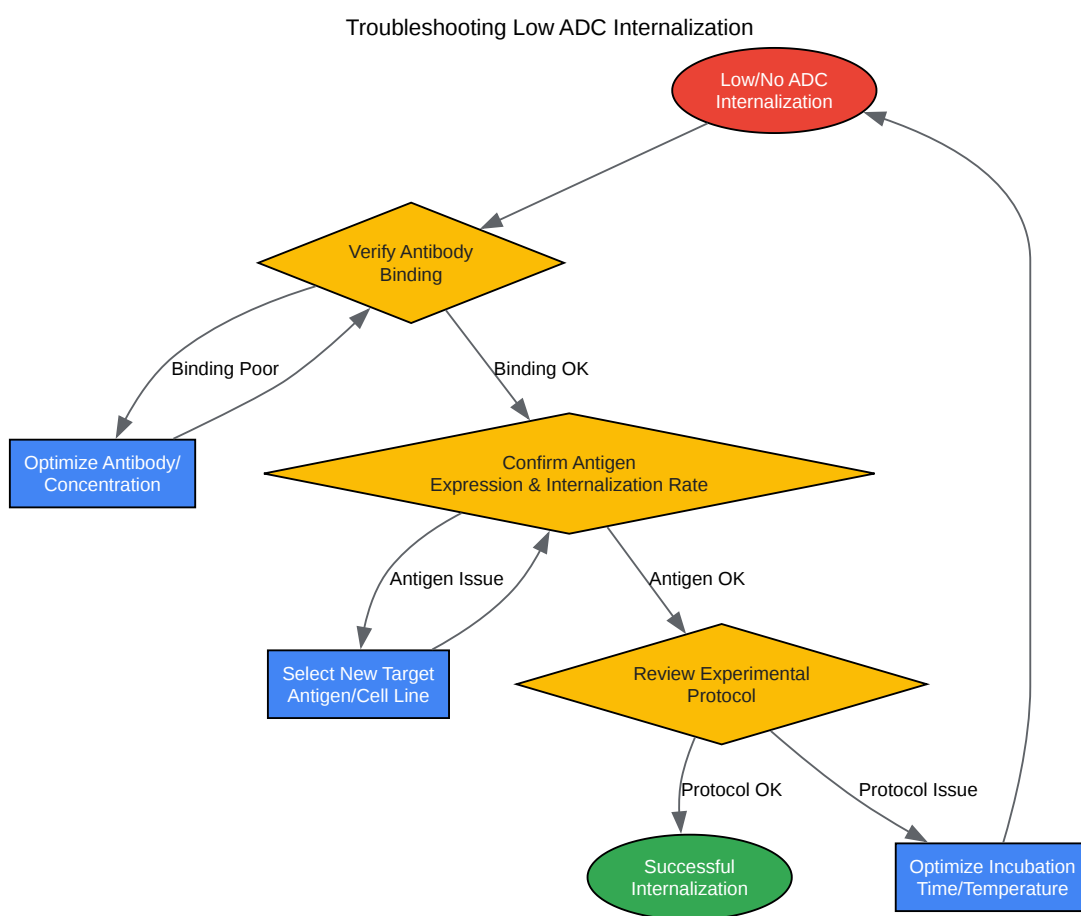 Troubleshooting Low ADC Internalization
Low/No ADC
Internalization
Verify Antibody
Binding
Binding Poor
Binding OK
Optimize Antibody/
Concentration
Confirm Antigen
Expression & Internalization Rate
Antigen Issue
Antigen OK
Select New Target
Antigen/Cell Line
Review Experimental
Protocol
Protocol OK
Protocol Issue
Successful
Internalization
Optimize Incubation
Time/Temperature